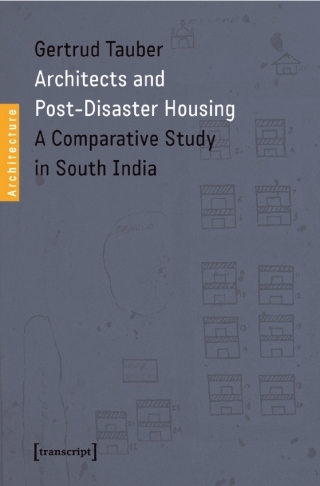 Gertrud Tauber
Architects and
Post-Disaster Housing
A Comparative Study
in South India
Architecture
[transcript]